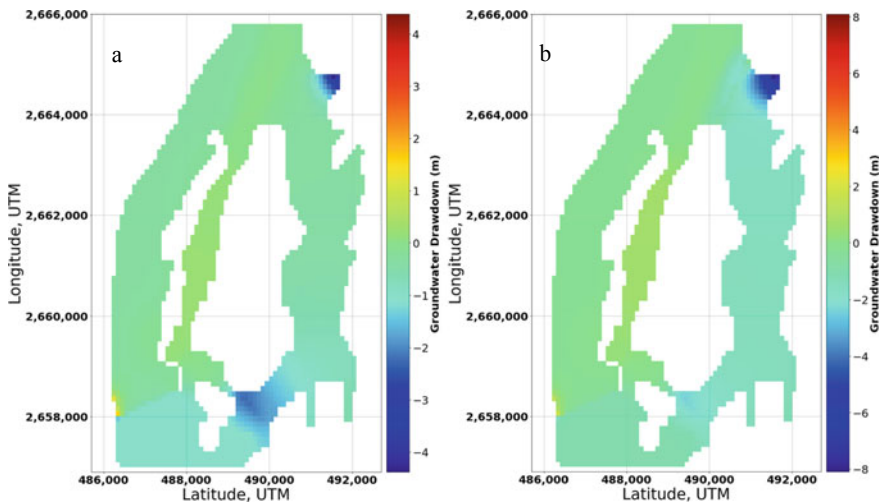 a
2,666,000
2,664,000
2,662,000
2,660,000
2,658,000
Longitude, UTM
486,000 488,000 490,000 492,000
Latitude, UTM
4
3
2
1
0
−1
−2
−3
−4
Groundwater Drawdown (m)
b
2,666,000
2,664,000
2,662,000
2,660,000
2,658,000
Longitude, UTM
486,000 488,000 490,000 492,000
Latitude, UTM
8
6
4
2
0
−2
−4
−6
−8
Groundwater Drawdown (m)